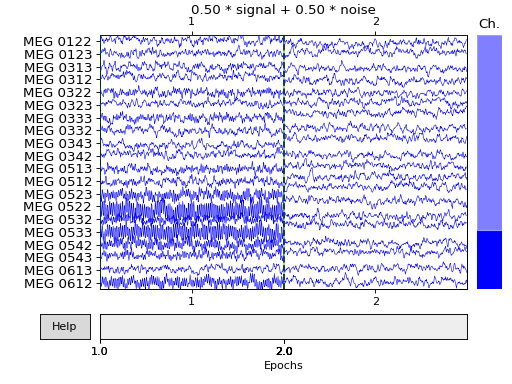 0.50 * signal + 0.50 * noise
1 2
Ch.
MEG 0122
MEG 0123
MEG 0313
MEG 0312
MEG 0322
MEG 0323
MEG 0333
MEG 0332
MEG 0343
MEG 0342
MEG 0513
MEG 0512
MEG 0523
MEG 0522
MEG 0532
MEG 0533
MEG 0542
MEG 0543
MEG 0613
MEG 0612
1 2
Help
1.0 2.0
Epochs